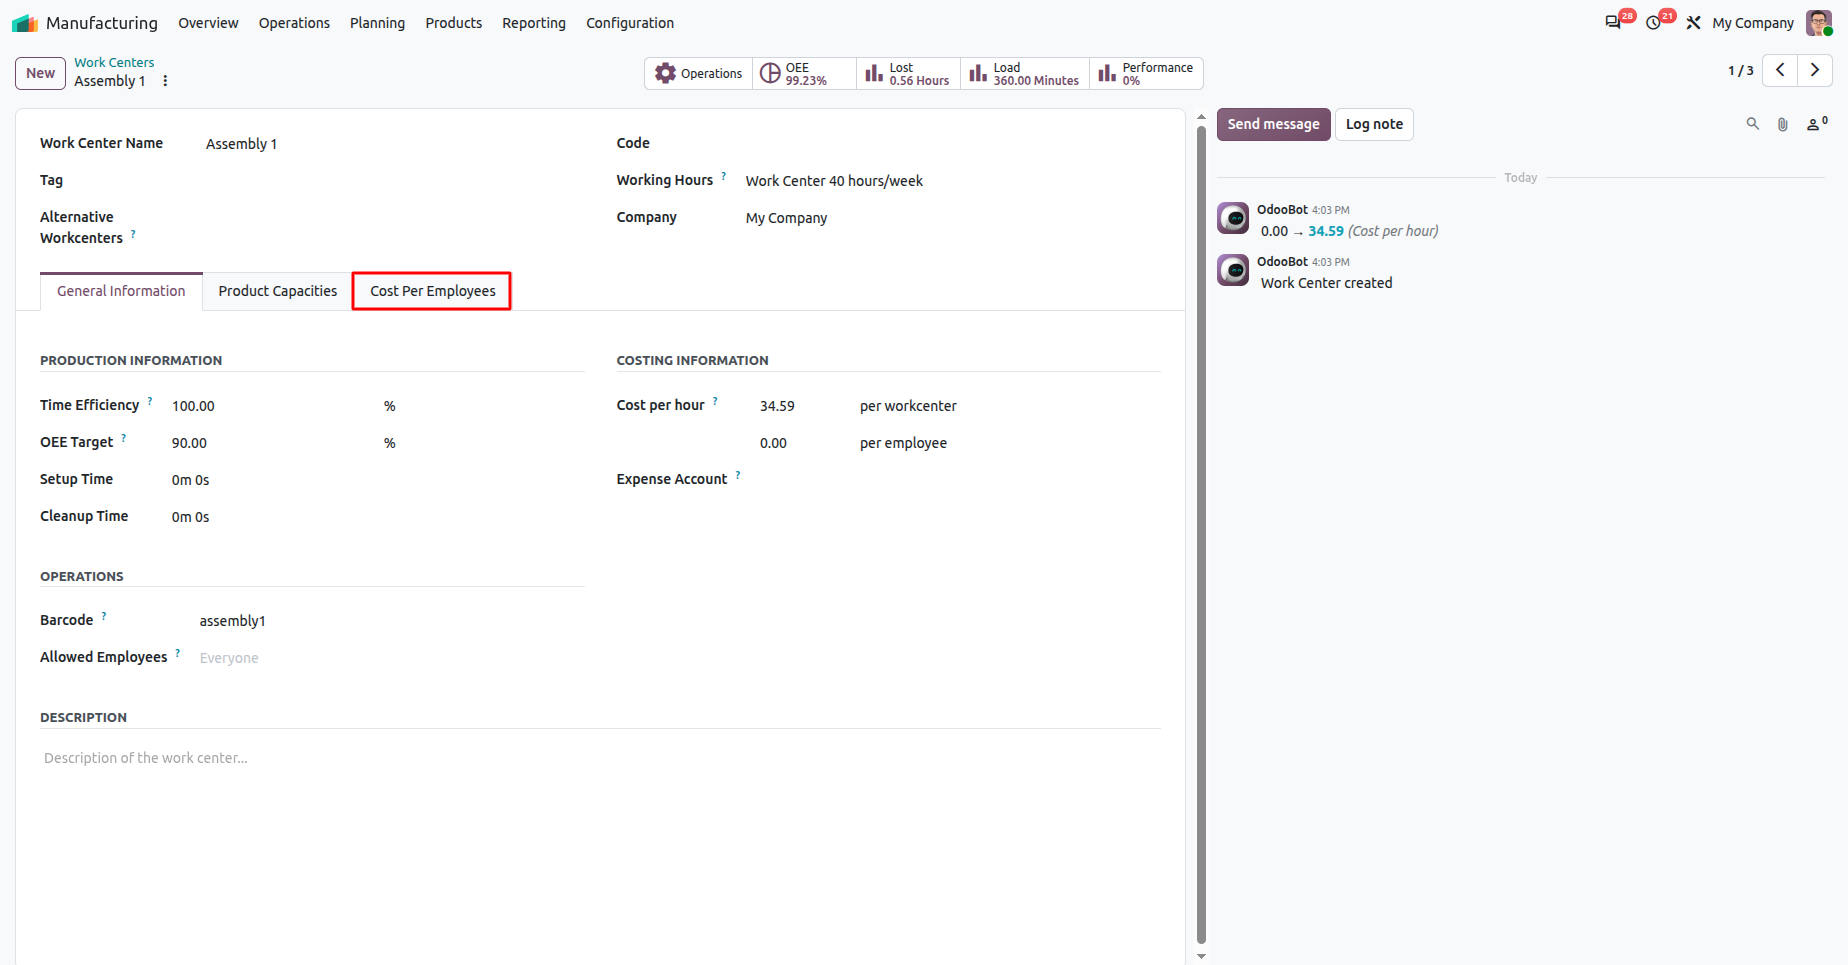 Manufacturing Overview Operations Planning Products Reporting Configuration 28 21 My Company
New Work Centers
Assembly 1
Operations
OEE
99.23%
Lost
0.56 Hours
Load
360.00 Minutes
Performance
0%
1 / 3
Work Center Name Assembly 1
Tag
Alternative
Workcenters ?
Code
Working Hours ? Work Center 40 hours/week
Company My Company
General Information Product Capacities Cost Per Employees
PRODUCTION INFORMATION
Time Efficiency ? 100.00 %
OEE Target ? 90.00 %
Setup Time 0m 0s
Cleanup Time 0m 0s
COSTING INFORMATION
Cost per hour ? 34.59 per workcenter
0.00 per employee
Expense Account ?
OPERATIONS
Barcode ? assembly1
Allowed Employees ? Everyone
DESCRIPTION
Description of the work center...
Send message Log note 0
Today
OdooBot 4:03 PM
0.00 → 34.59 (Cost per hour)
OdooBot 4:03 PM
Work Center created